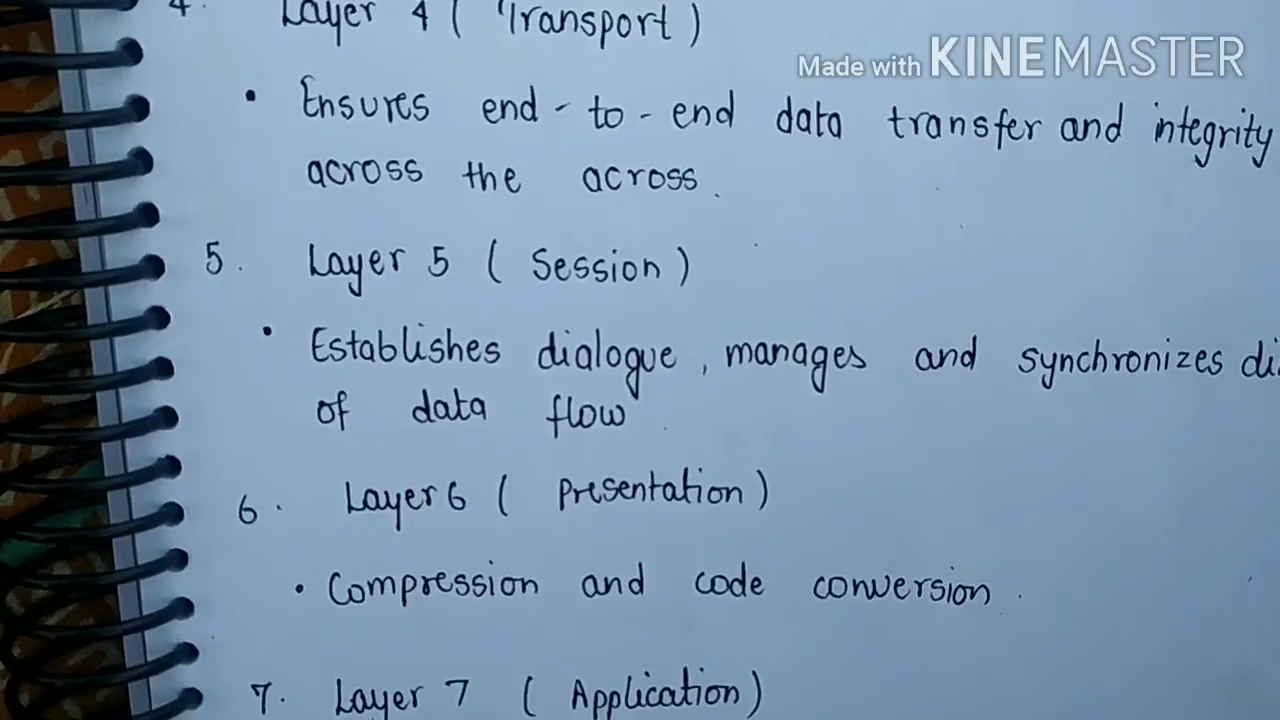 4. Layer 4 ( Transport )
Made with KINEMASTER
• Ensures end-to-end data transfer and integrity
across the across.
5. Layer 5 ( Session )
• Establishes dialogue, manages and synchronizes
of data flow
6. Layer 6 ( Presentation )
• Compression and code conversion.
7. Layer 7 ( Application )